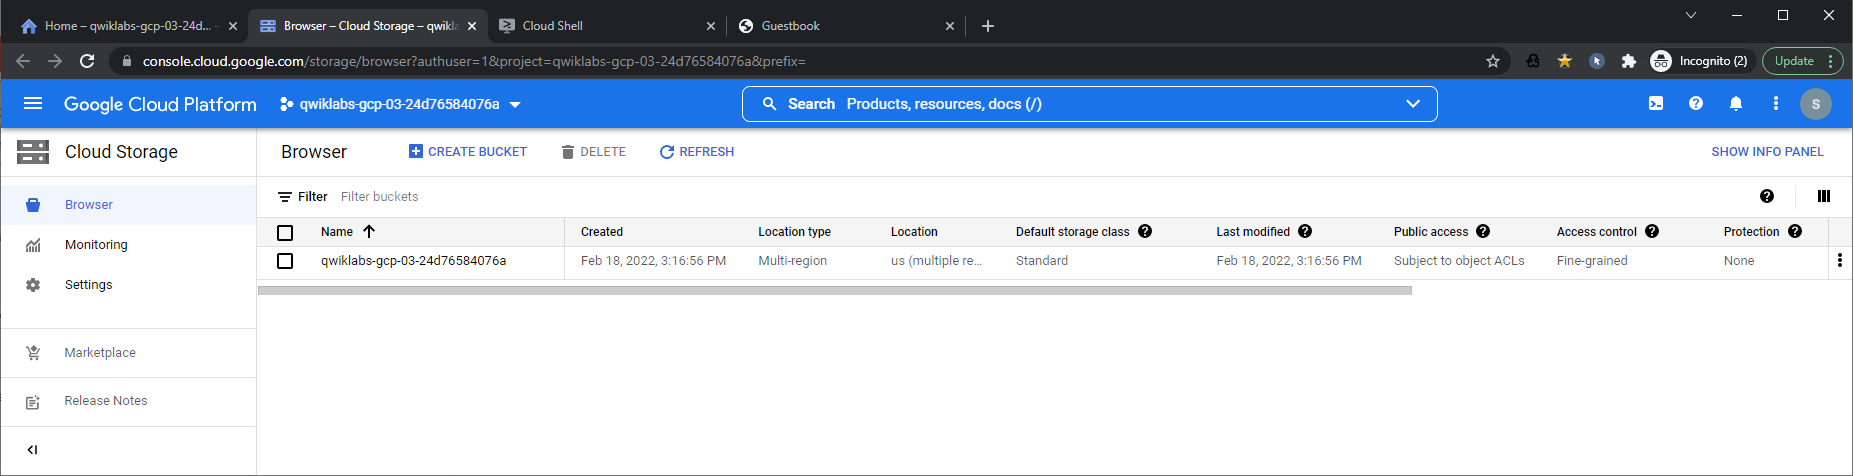 Home – qwiklabs-gcp-03-24d7... –
Browser – Cloud Storage – qwikla
Cloud Shell
Guestbook
console.cloud.google.com/storage/browser?authuser=1&project=qwiklabs-gcp-03-24d76584076a&prefix=
Incognito (2)
Update
Google Cloud Platform
qwiklabs-gcp-03-24d76584076a
Search Products, resources, docs (/)
S
Cloud Storage
Browser
CREATE BUCKET
DELETE
REFRESH
SHOW INFO PANEL
Browser
Monitoring
Settings
Marketplace
Release Notes
Filter Filter buckets
Name Created Location type Location Default storage class Last modified Public access Access control Protection
qwiklabs-gcp-03-24d76584076a Feb 18, 2022, 3:16:56 PM Multi-region us (multiple re... Standard Feb 18, 2022, 3:16:56 PM Subject to object ACLs Fine-grained None